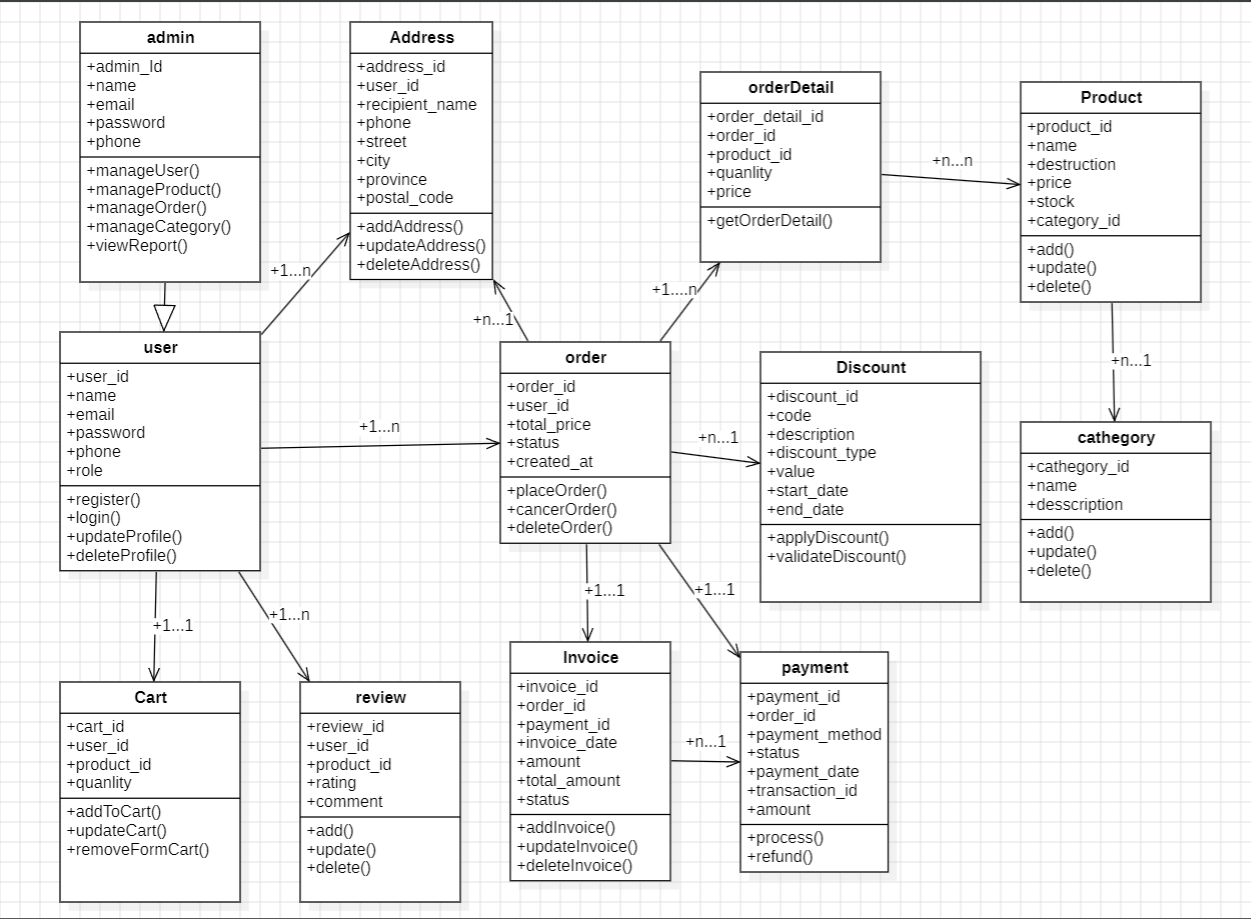 admin
+admin_Id
+name
+email
+password
+phone
+manageUser()
+manageProduct()
+manageOrder()
+manageCategory()
+viewReport()
Address
+address_id
+user_id
+recipient_name
+phone
+street
+city
+province
+postal_code
+addAddress()
+updateAddress()
+deleteAddress()
orderDetail
+order_detail_id
+order_id
+product_id
+quanlity
+price
+getOrderDetail()
Product
+product_id
+name
+destruction
+price
+stock
+category_id
+add()
+update()
+delete()
+n...n
+1...n
+1....n
+n...1
user
+user_id
+name
+email
+password
+phone
+role
+register()
+login()
+updateProfile()
+deleteProfile()
+1...n
order
+order_id
+user_id
+total_price
+status
+created_at
+placeOrder()
+cancerOrder()
+deleteOrder()
+n...1
Discount
+discount_id
+code
+description
+discount_type
+value
+start_date
+end_date
+applyDiscount()
+validateDiscount()
+n...1
cathegory
+cathegory_id
+name
+desscription
+add()
+update()
+delete()
+1...1
+1...n
+1...1
+1...1
Cart
+cart_id
+user_id
+product_id
+quanlity
+addToCart()
+updateCart()
+removeFormCart()
review
+review_id
+user_id
+product_id
+rating
+comment
+add()
+update()
+delete()
Invoice
+invoice_id
+order_id
+payment_id
+invoice_date
+amount
+total_amount
+status
+addInvoice()
+updateInvoice()
+deleteInvoice()
+n...1
payment
+payment_id
+order_id
+payment_method
+status
+payment_date
+transaction_id
+amount
+process()
+refund()